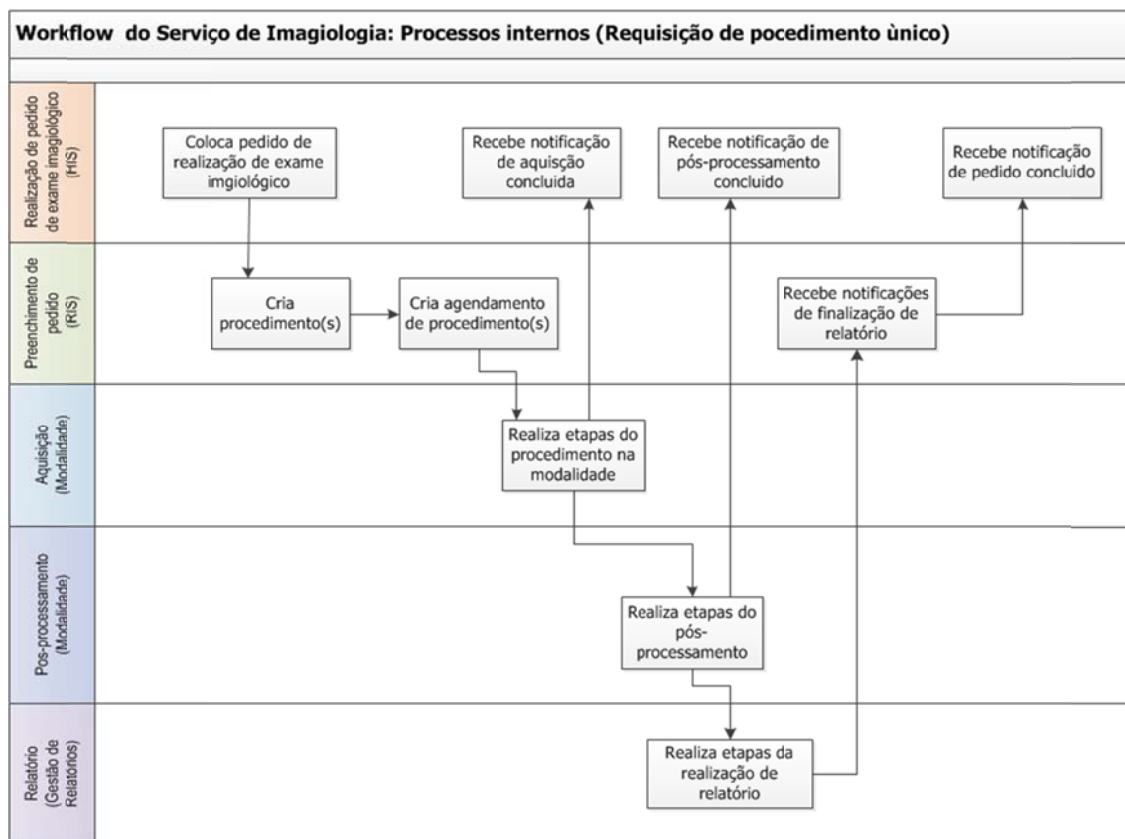 Workflow  do Serviço de Imagiologia: Processos internos (Requisição de pocedimento ùnico)
Realização de pedido
de exame imagiológico
(HIS)
Coloca pedido de
realização de exame
imgiológico
Recebe notificação
de aquisção
concluida
Recebe notificação de
pós-processamento
concluido
Recebe notificação
de pedido concluido
Preenchimento de
pedido
(RIS)
Cria
procedimento(s)
Cria agendamento
de procedimento(s)
Recebe notificações
de finalização de
relatório
Aquisição
(Modalidade)
Realiza etapas do
procedimento na
modalidade
Pos-processamento
(Modalidade)
Realiza etapas do
pós-
processamento
Relatório
(Gestão de
Relatórios)
Realiza etapas da
realização de
relatório